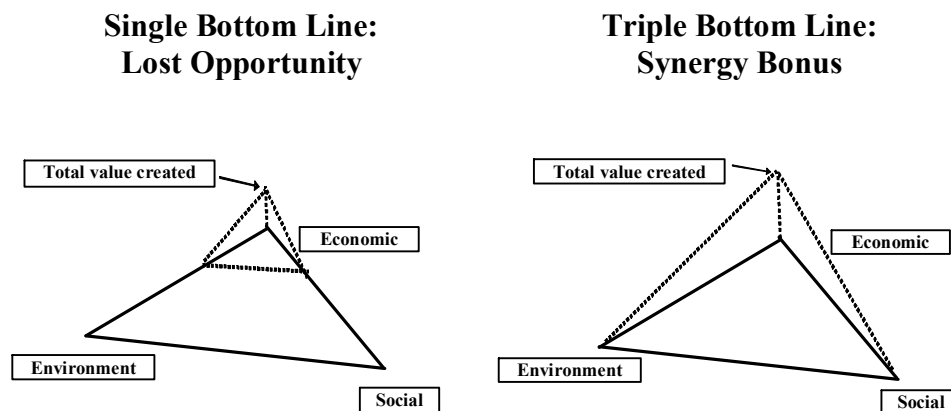 Single Bottom Line:
Lost Opportunity
Total value created
Economic
Environment
Social
Triple Bottom Line:
Synergy Bonus
Total value created
Economic
Environment
Social